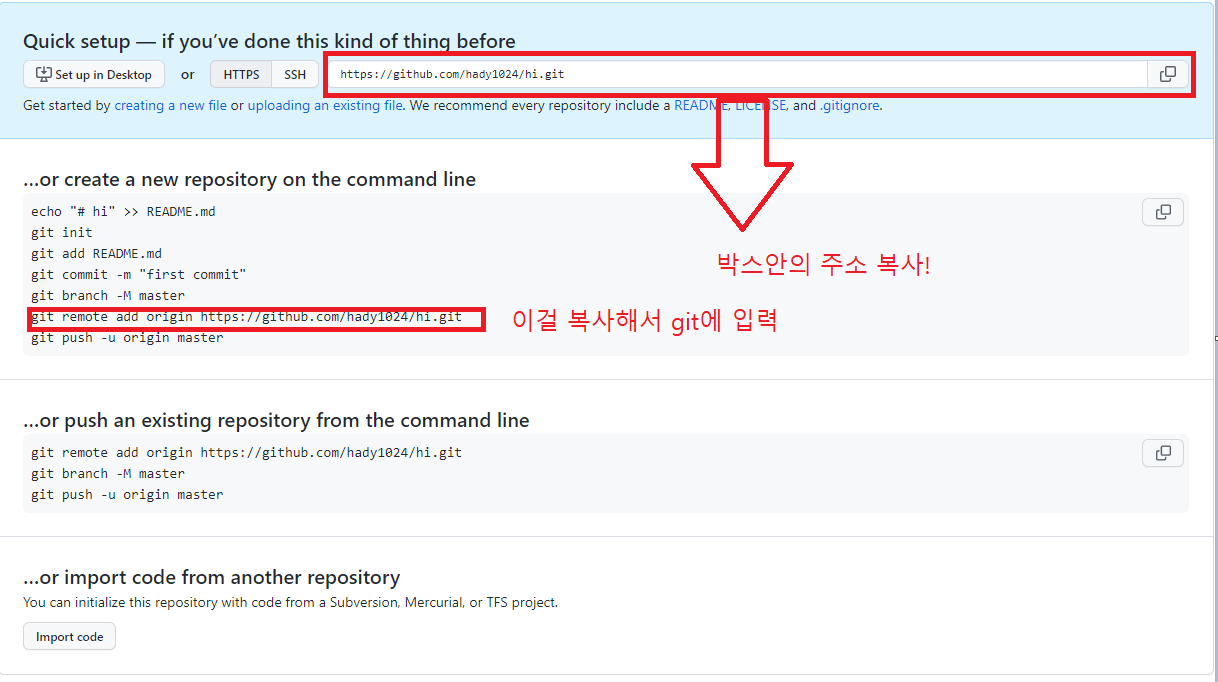 Quick setup — if you've done this kind of thing before
Set up in Desktop or HTTPS SSH https://github.com/hady1024/hi.git
Get started by creating a new file or uploading an existing file. We recommend every repository include a README, LICENSE, and .gitignore.
…or create a new repository on the command line
echo "# hi" >> README.md
git init
git add README.md
git commit -m "first commit"
git branch -M master
git remote add origin https://github.com/hady1024/hi.git
git push -u origin master
박스안의 주소 복사!
이걸 복사해서 git에 입력
…or push an existing repository from the command line
git remote add origin https://github.com/hady1024/hi.git
git branch -M master
git push -u origin master
…or import code from another repository
You can initialize this repository with code from a Subversion, Mercurial, or TFS project.
Import code